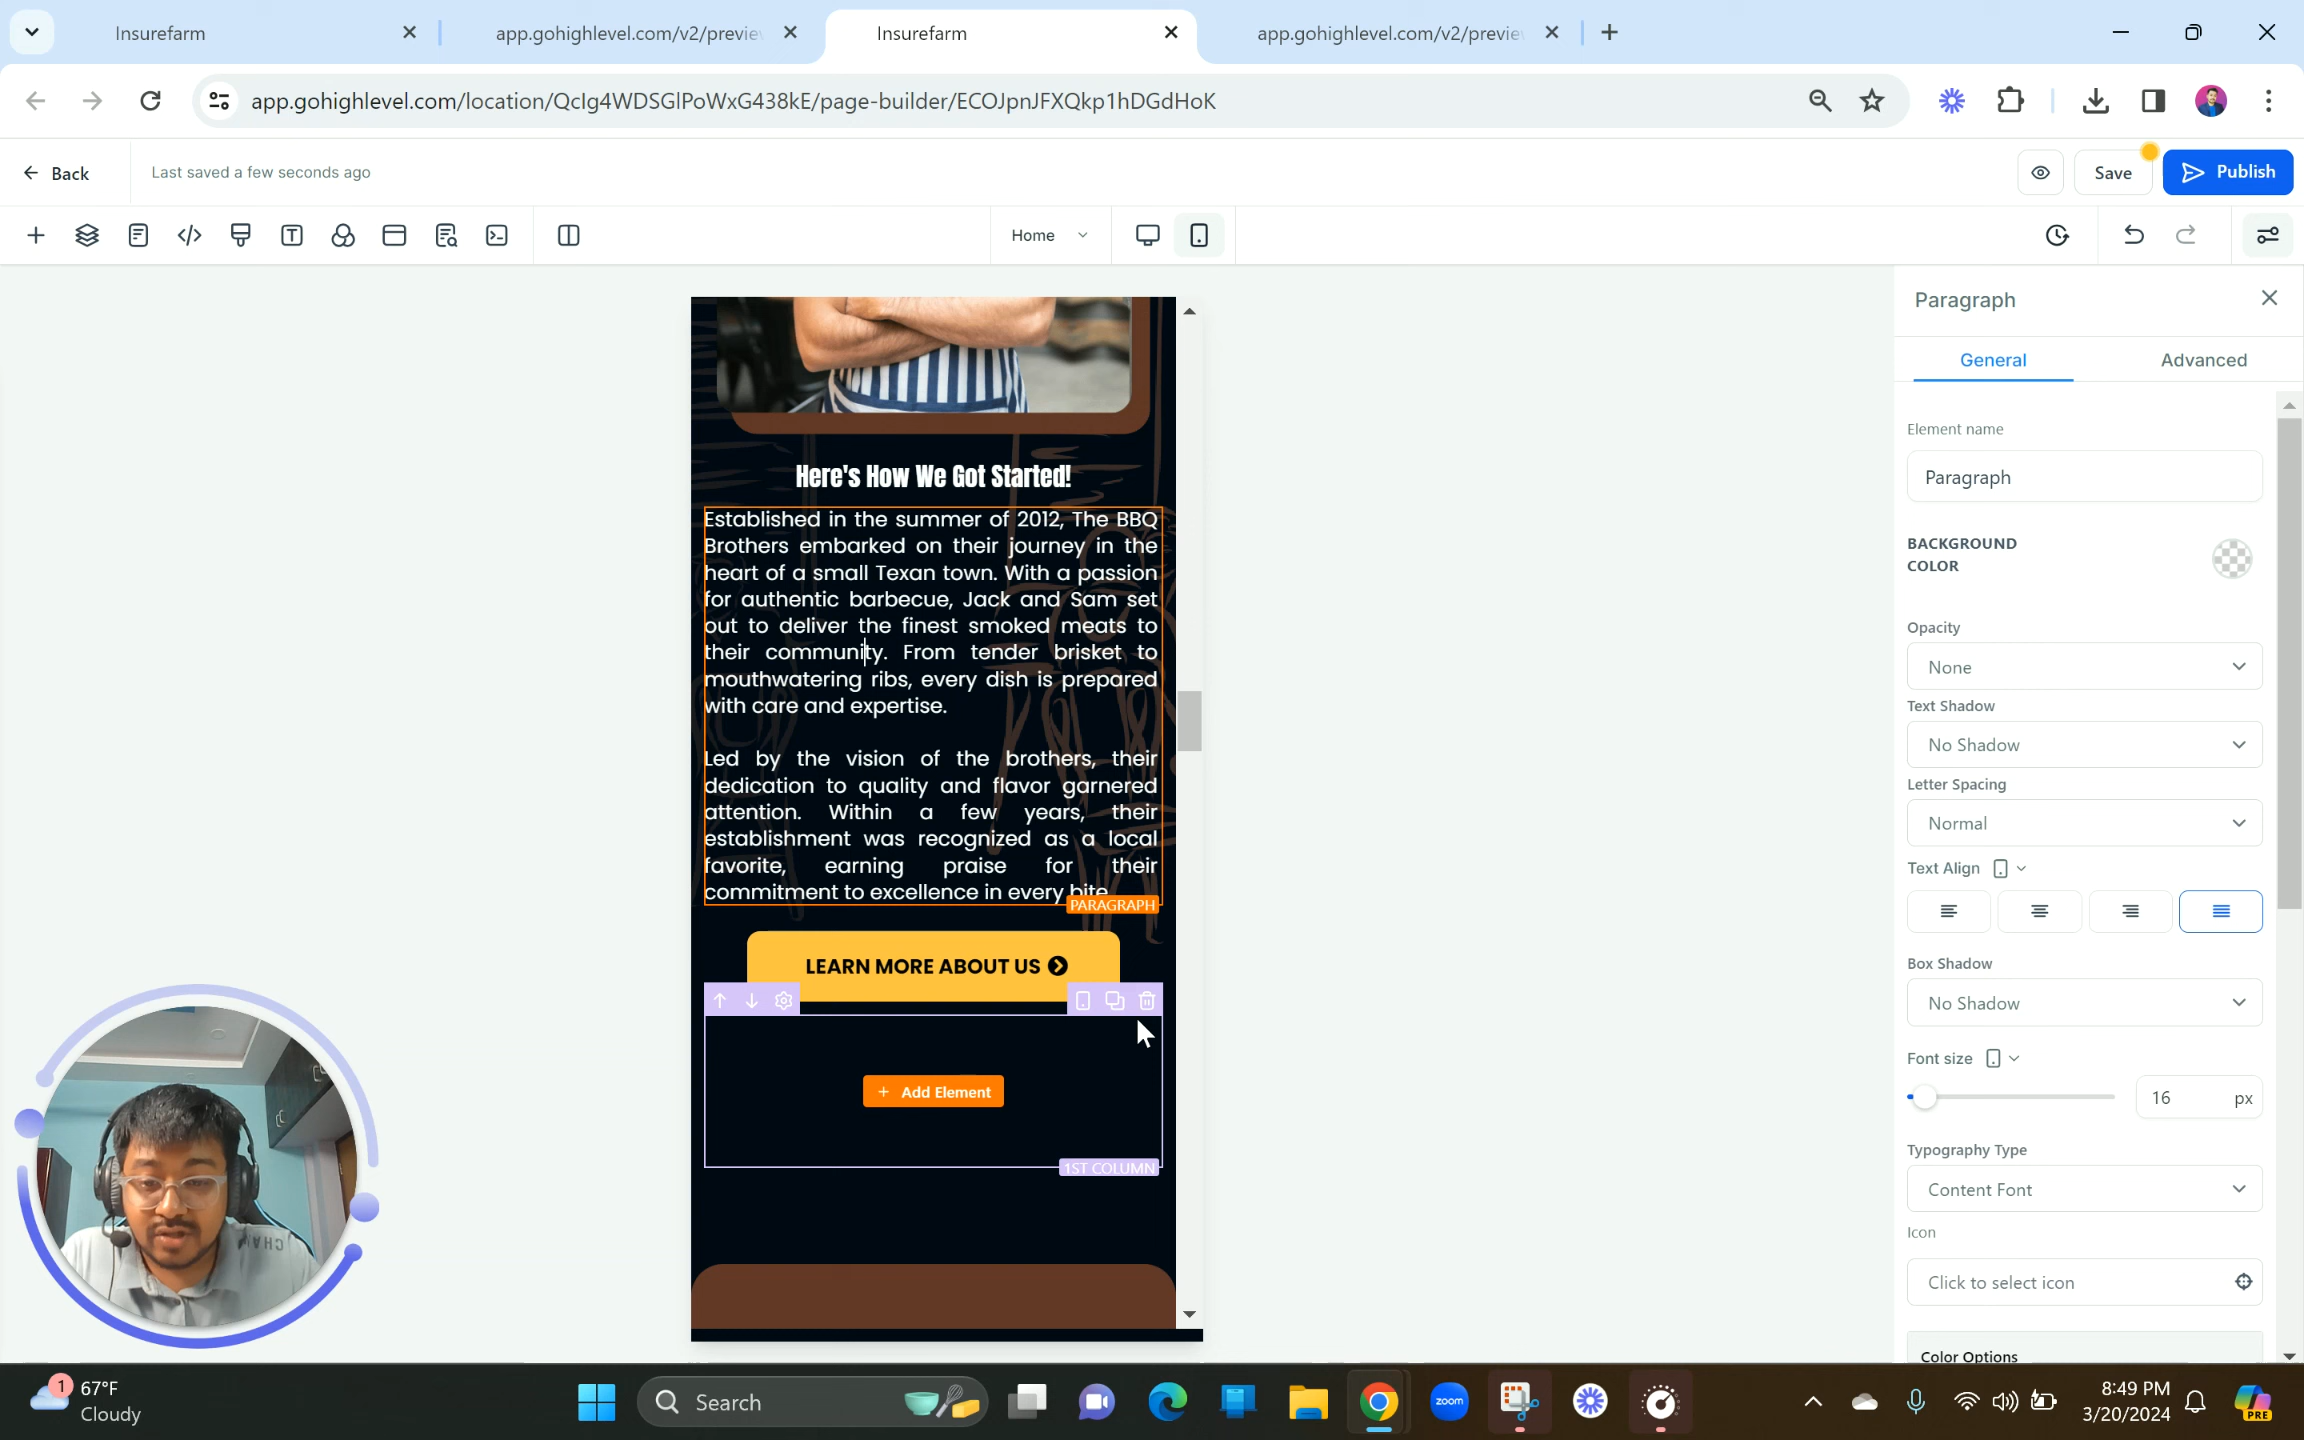 Insurefarm
app.gohighlevel.com/v2/previe
Insurefarm
app.gohighlevel.com/v2/previe
app.gohighlevel.com/location/QcIg4WDSGlPoWxG438kE/page-builder/ECOJpnJFXQkp1hDGdHoK
Back
Last saved a few seconds ago
Save
Publish
Home
Here's How We Got Started!
Established in the summer of 2012, The BBQ
Brothers embarked on their journey in the
heart of a small Texan town. With a passion
for authentic barbecue, Jack and Sam set
out to deliver the finest smoked meats to
their community. From tender brisket to
mouthwatering ribs, every dish is prepared
with care and expertise.
Led by the vision of the brothers, their
dedication to quality and flavor garnered
attention. Within a few years, their
establishment was recognized as a local
favorite, earning praise for their
commitment to excellence in every bite
PARAGRAPH
LEARN MORE ABOUT US
+ Add Element
1ST COLUMN
Paragraph
General
Advanced
Element name
Paragraph
BACKGROUND
COLOR
Opacity
None
Text Shadow
No Shadow
Letter Spacing
Normal
Text Align
Box Shadow
No Shadow
Font size
16 px
Typography Type
Content Font
Icon
Click to select icon
Color Options
1
67°F
Cloudy
Search
zoom
8:49 PM
3/20/2024
PRE